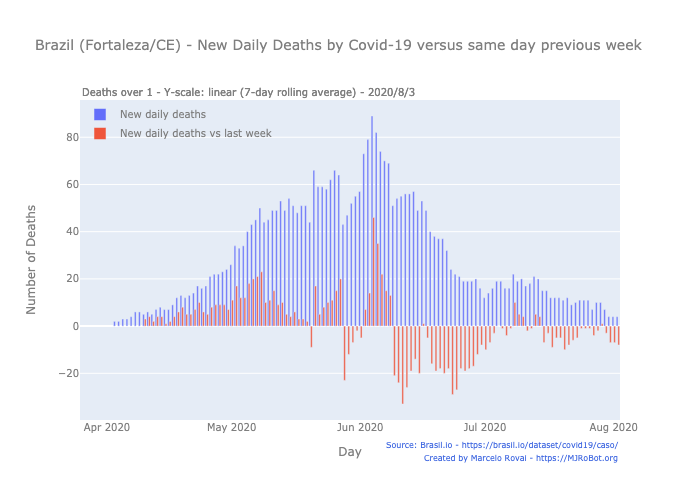 Brazil (Fortaleza/CE) - New Daily Deaths by Covid-19 versus same day previous week
Deaths over 1 - Y-scale: linear (7-day rolling average) - 2020/8/3
New daily deaths
New daily deaths vs last week
Number of Deaths
80
60
40
20
0
−20
Apr 2020
May 2020
Jun 2020
Jul 2020
Aug 2020
Day
Source: Brasil.io - https://brasil.io/dataset/covid19/caso/
Created by Marcelo Rovai - https://MJRoBot.org